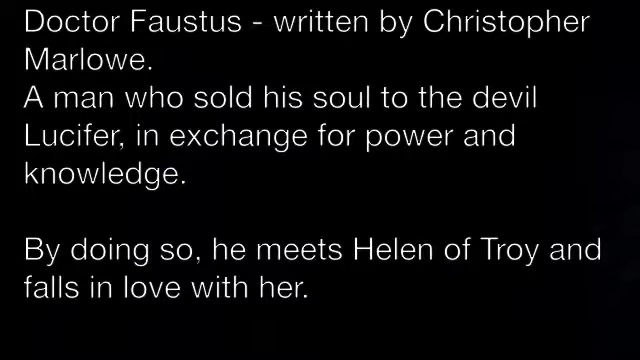 Doctor Faustus - written by Christopher
Marlowe.
A man who sold his soul to the devil
Lucifer, in exchange for power and
knowledge.
By doing so, he meets Helen of Troy and
falls in love with her.